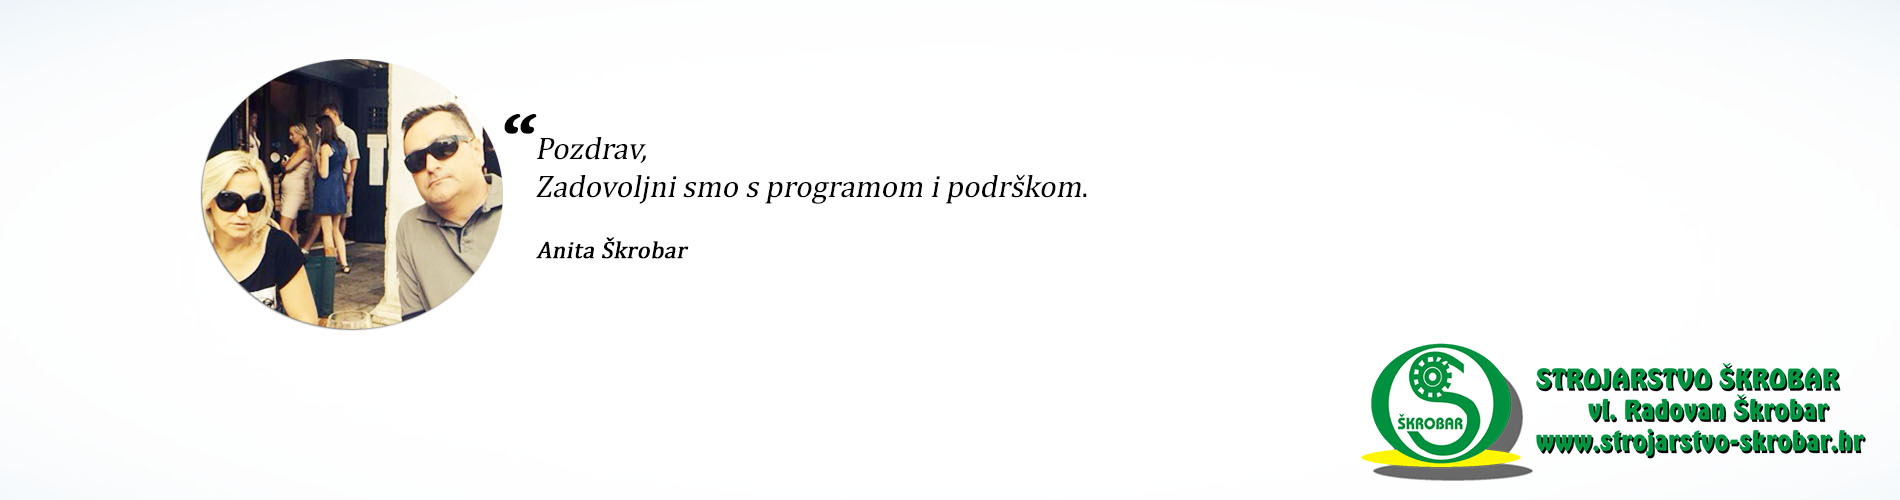 “
Pozdrav,
Zadovoljni smo s programom i podrškom.
Anita Škrobar
ŠKROBAR
STROJARSTVO ŠKROBAR
vl. Radovan Škrobar
www.strojarstvo-skrobar.hr